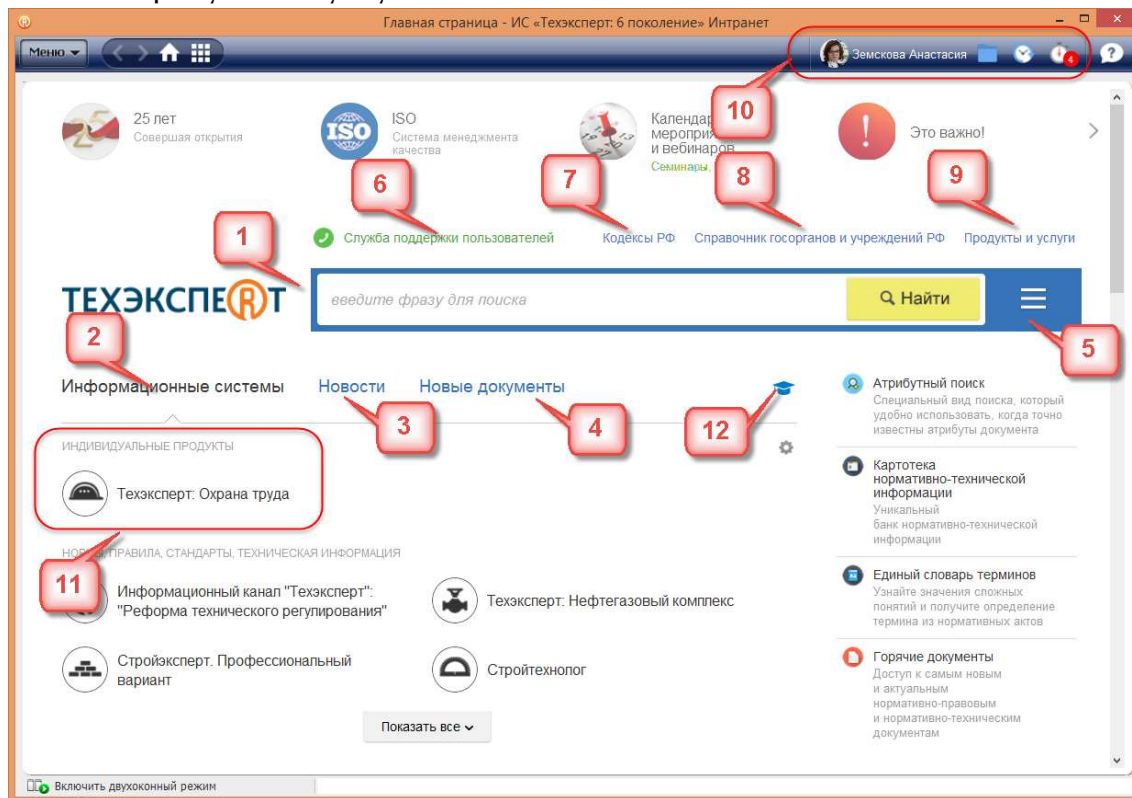 Главная страница - ИС «Техэксперт: 6 поколение» Интранет
Меню
Земскова Анастасия
4
?
10
25 лет
Совершая открытия
ISO
ISO
Система менеджмента
качества
Календар
мероприя
и вебинаров
Семинары,
!
Это важно!
6
7
8
9
1
Служба поддержки пользователей
Кодексы РФ
Справочник госорганов и учреждений РФ
Продукты и услуги
ТЕХЭКСПЕRТ
введите фразу для поиска
Найти
2
5
Информационные системы
Новости
Новые документы
3
4
12
Атрибутный поиск
Специальный вид поиска, который
удобно использовать, когда точно
известны атрибуты документа
ИНДИВИДУАЛЬНЫЕ ПРОДУКТЫ
Техэксперт: Охрана труда
Картотека
нормативно-технической
информации
Уникальный
банк нормативно-технической
информации
НОРМЫ, ПРАВИЛА, СТАНДАРТЫ, ТЕХНИЧЕСКАЯ ИНФОРМАЦИЯ
11
Информационный канал "Техэксперт":
"Реформа технического регулирования"
Техэксперт: Нефтегазовый комплекс
Единый словарь терминов
Узнайте значения сложных
понятий и получите определение
термина из нормативных актов
Стройэксперт. Профессиональный
вариант
Стройтехнолог
Горячие документы
Доступ к самым новым
и актуальным
нормативно-правовым
и нормативно-техническим
документам
Показать все
Включить двухоконный режим